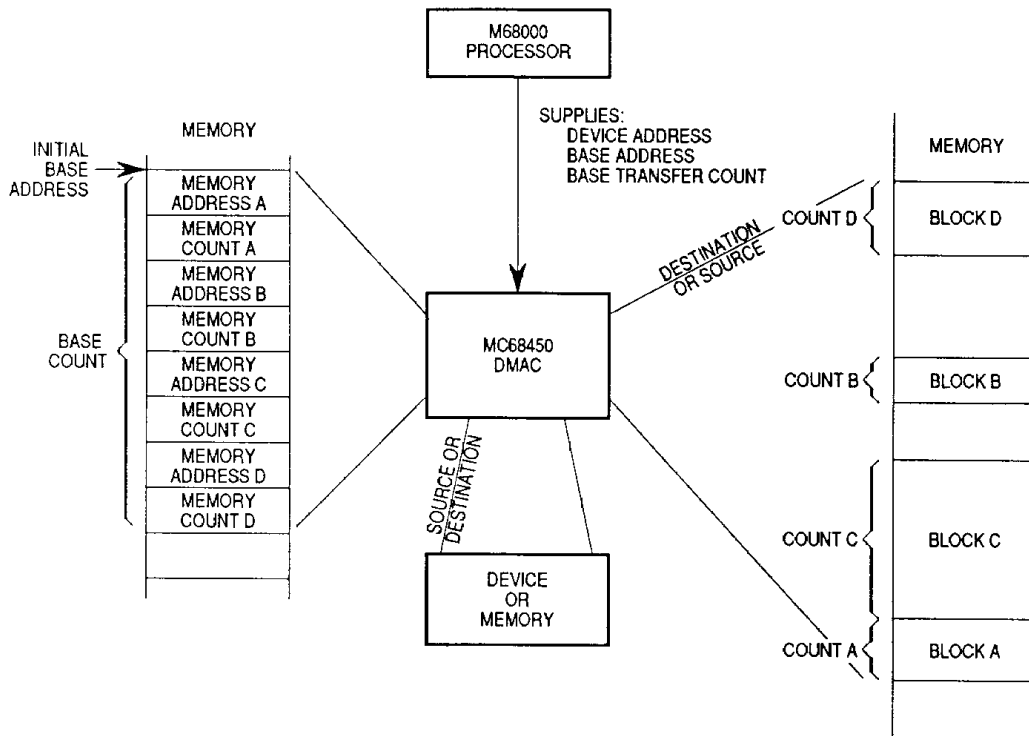 M68000
PROCESSOR
SUPPLIES:
DEVICE ADDRESS
BASE ADDRESS
BASE TRANSFER COUNT
MEMORY
INITIAL
BASE
ADDRESS
MEMORY
ADDRESS A
MEMORY
COUNT A
MEMORY
ADDRESS B
MEMORY
COUNT B
MEMORY
ADDRESS C
MEMORY
COUNT C
MEMORY
ADDRESS D
MEMORY
COUNT D
BASE
COUNT
MC68450
DMAC
SOURCE OR
DESTINATION
DEVICE
OR
MEMORY
DESTINATION
OR SOURCE
MEMORY
COUNT D
BLOCK D
COUNT B
BLOCK B
COUNT C
BLOCK C
COUNT A
BLOCK A